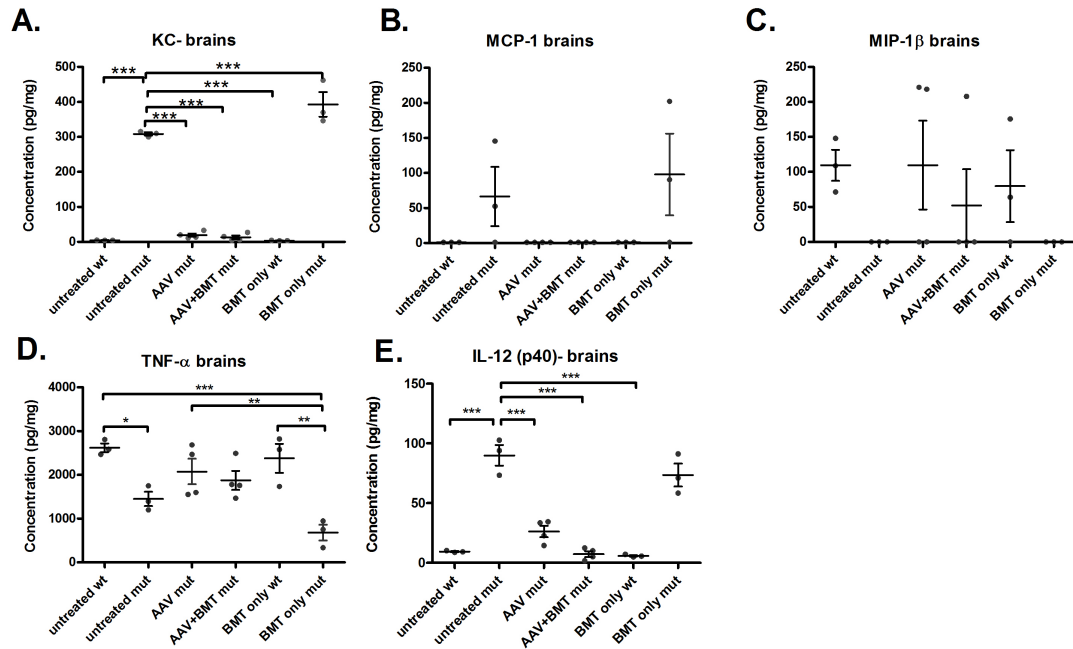 A.
KC- brains
Concentration (pg/mg)
500
400
300
200
100
0
***
***
***
***
***
untreated wt
untreated mut
AAV mut
AAV+BMT mut
BMT only wt
BMT only mut
B.
MCP-1 brains
Concentration (pg/mg)
250
200
150
100
50
0
untreated wt
untreated mut
AAV mut
AAV+BMT mut
BMT only wt
BMT only mut
C.
MIP-1β brains
Concentration (pg/mg)
250
200
150
100
50
0
untreated wt
untreated mut
AAV mut
AAV+BMT mut
BMT only wt
BMT only mut
D.
TNF-α brains
Concentration (pg/mg)
4000
3000
2000
1000
0
***
**
*
**
untreated wt
untreated mut
AAV mut
AAV+BMT mut
BMT only wt
BMT only mut
E.
IL-12 (p40)- brains
Concentration (pg/mg)
150
100
50
0
***
***
***
***
untreated wt
untreated mut
AAV mut
AAV+BMT mut
BMT only wt
BMT only mut